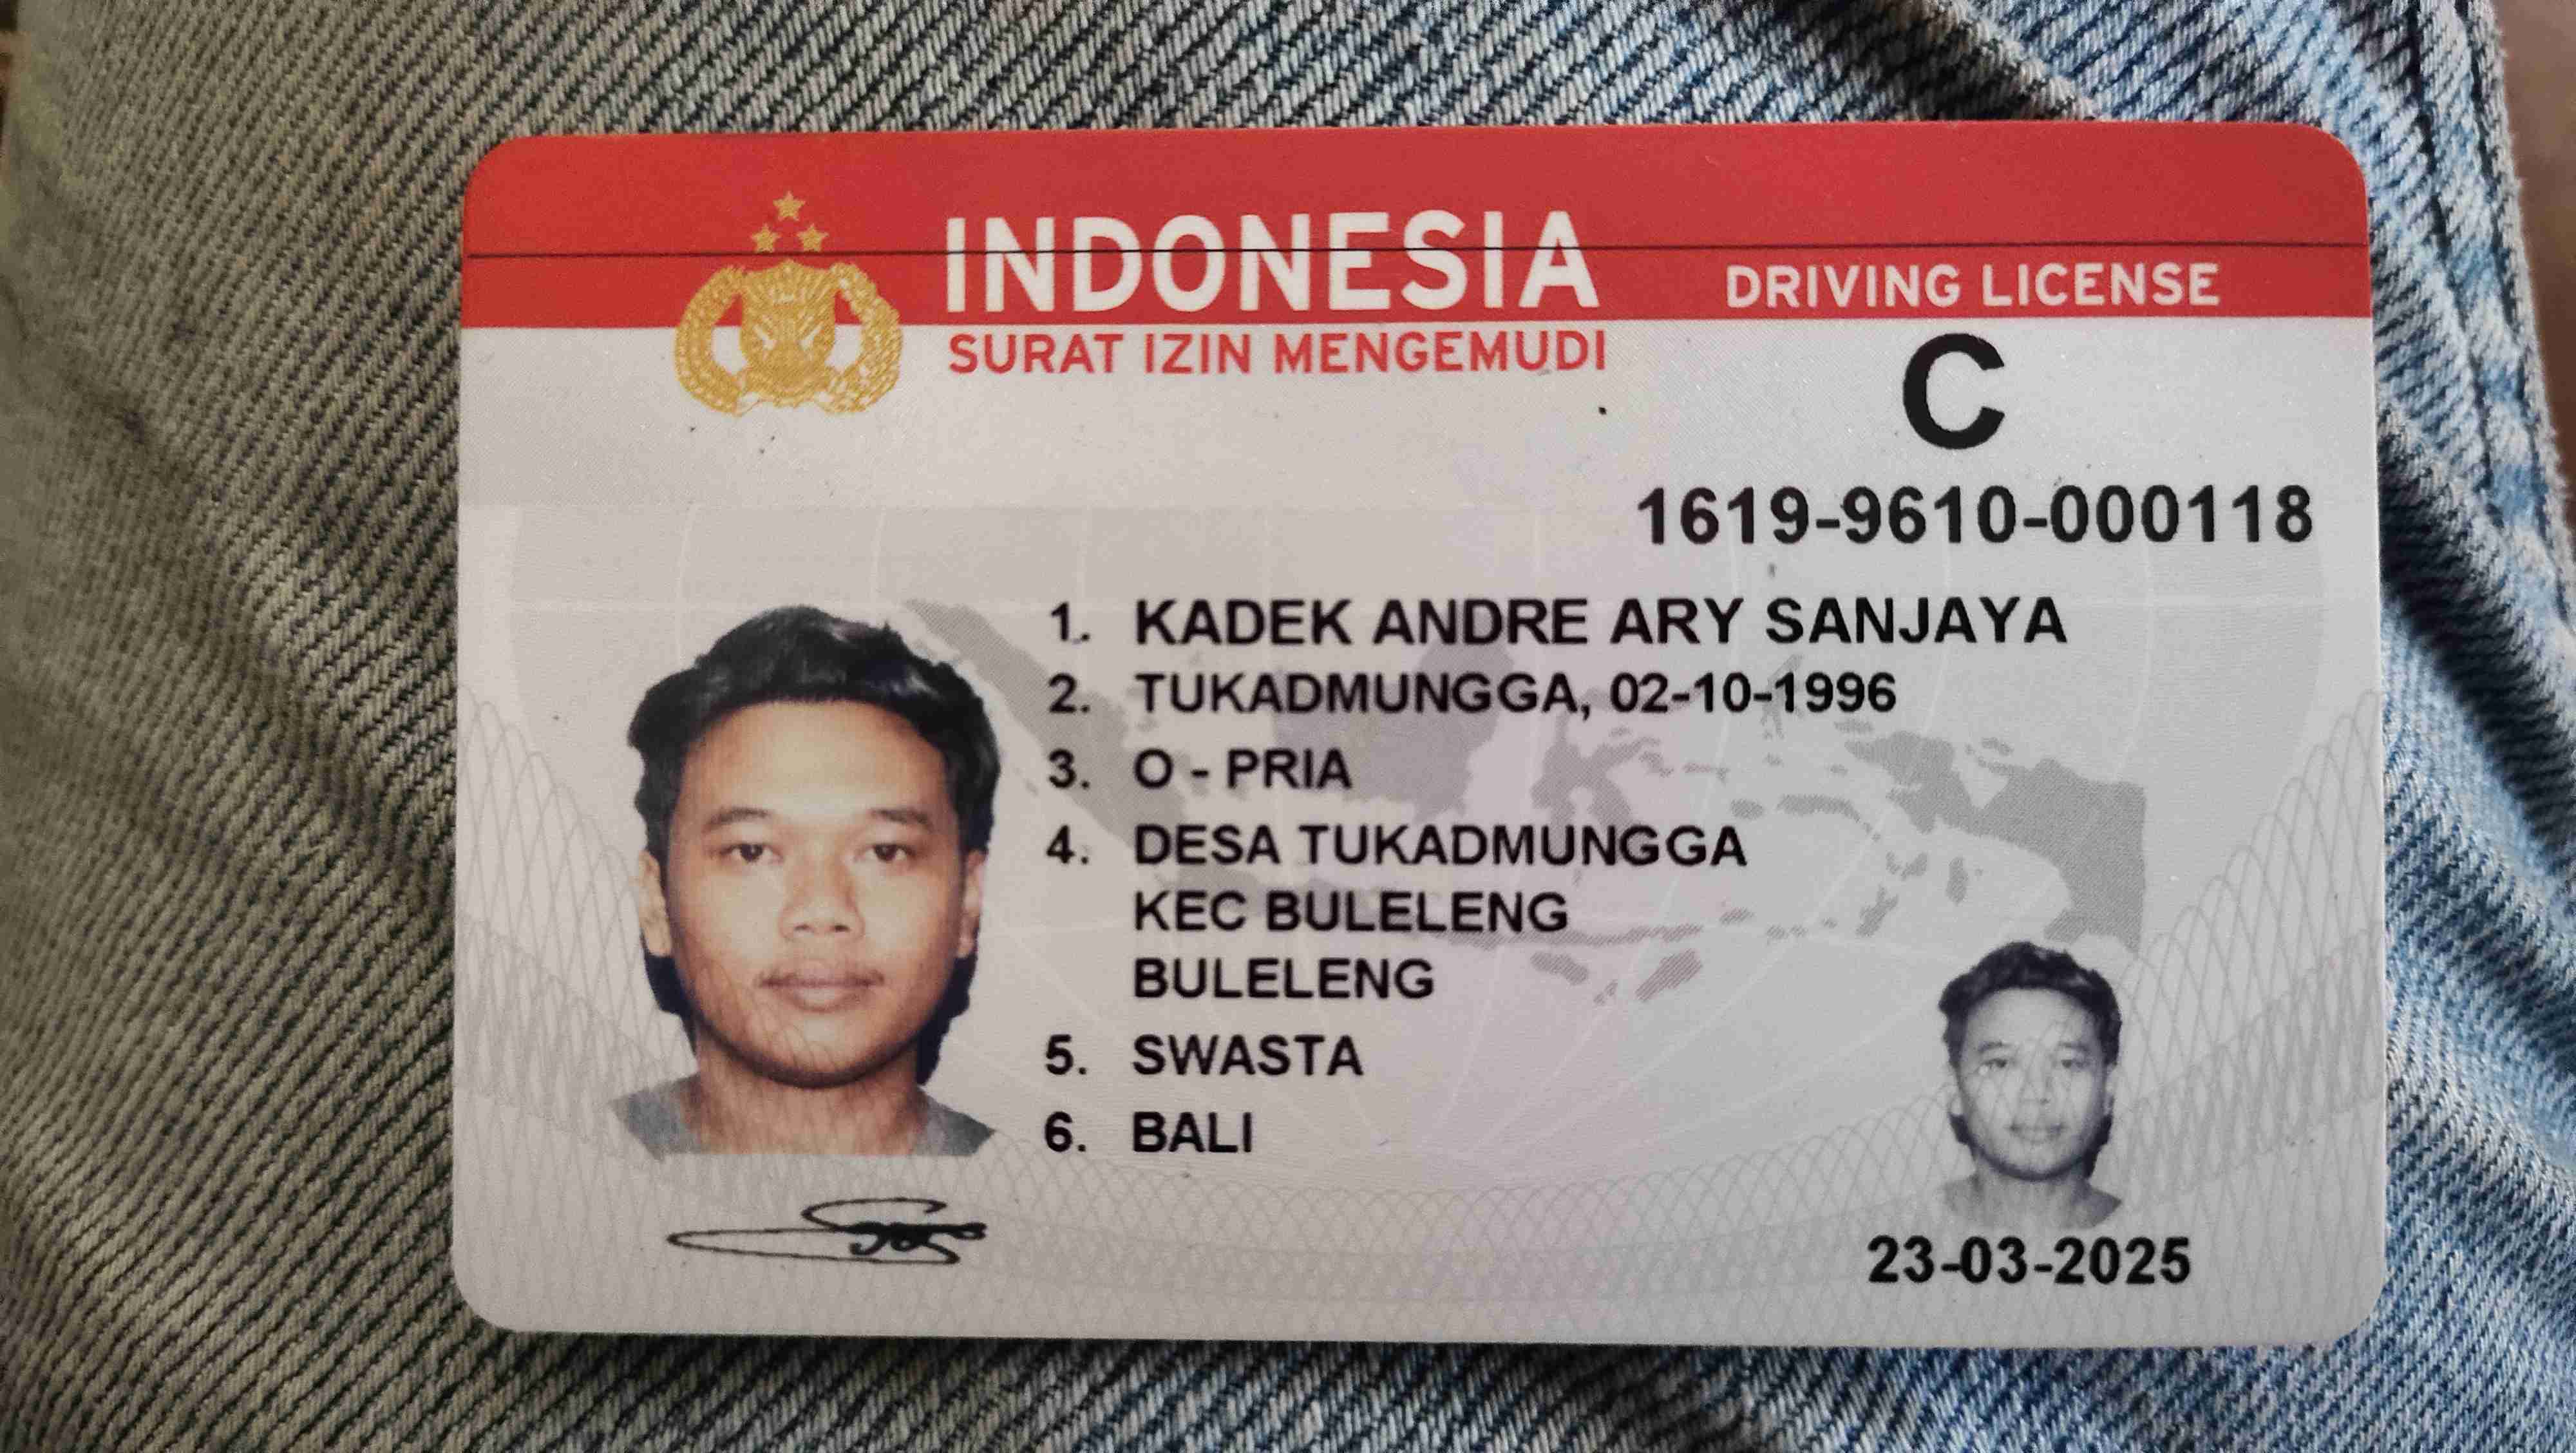 INDONESIA
DRIVING LICENSE
SURAT IZIN MENGEMUDI
C
1619-9610-000118
1. KADEK ANDRE ARY SANJAYA
2. TUKADMUNGGA, 02-10-1996
3. O - PRIA
4. DESA TUKADMUNGGA
KEC BULELENG
BULELENG
5. SWASTA
6. BALI
23-03-2025